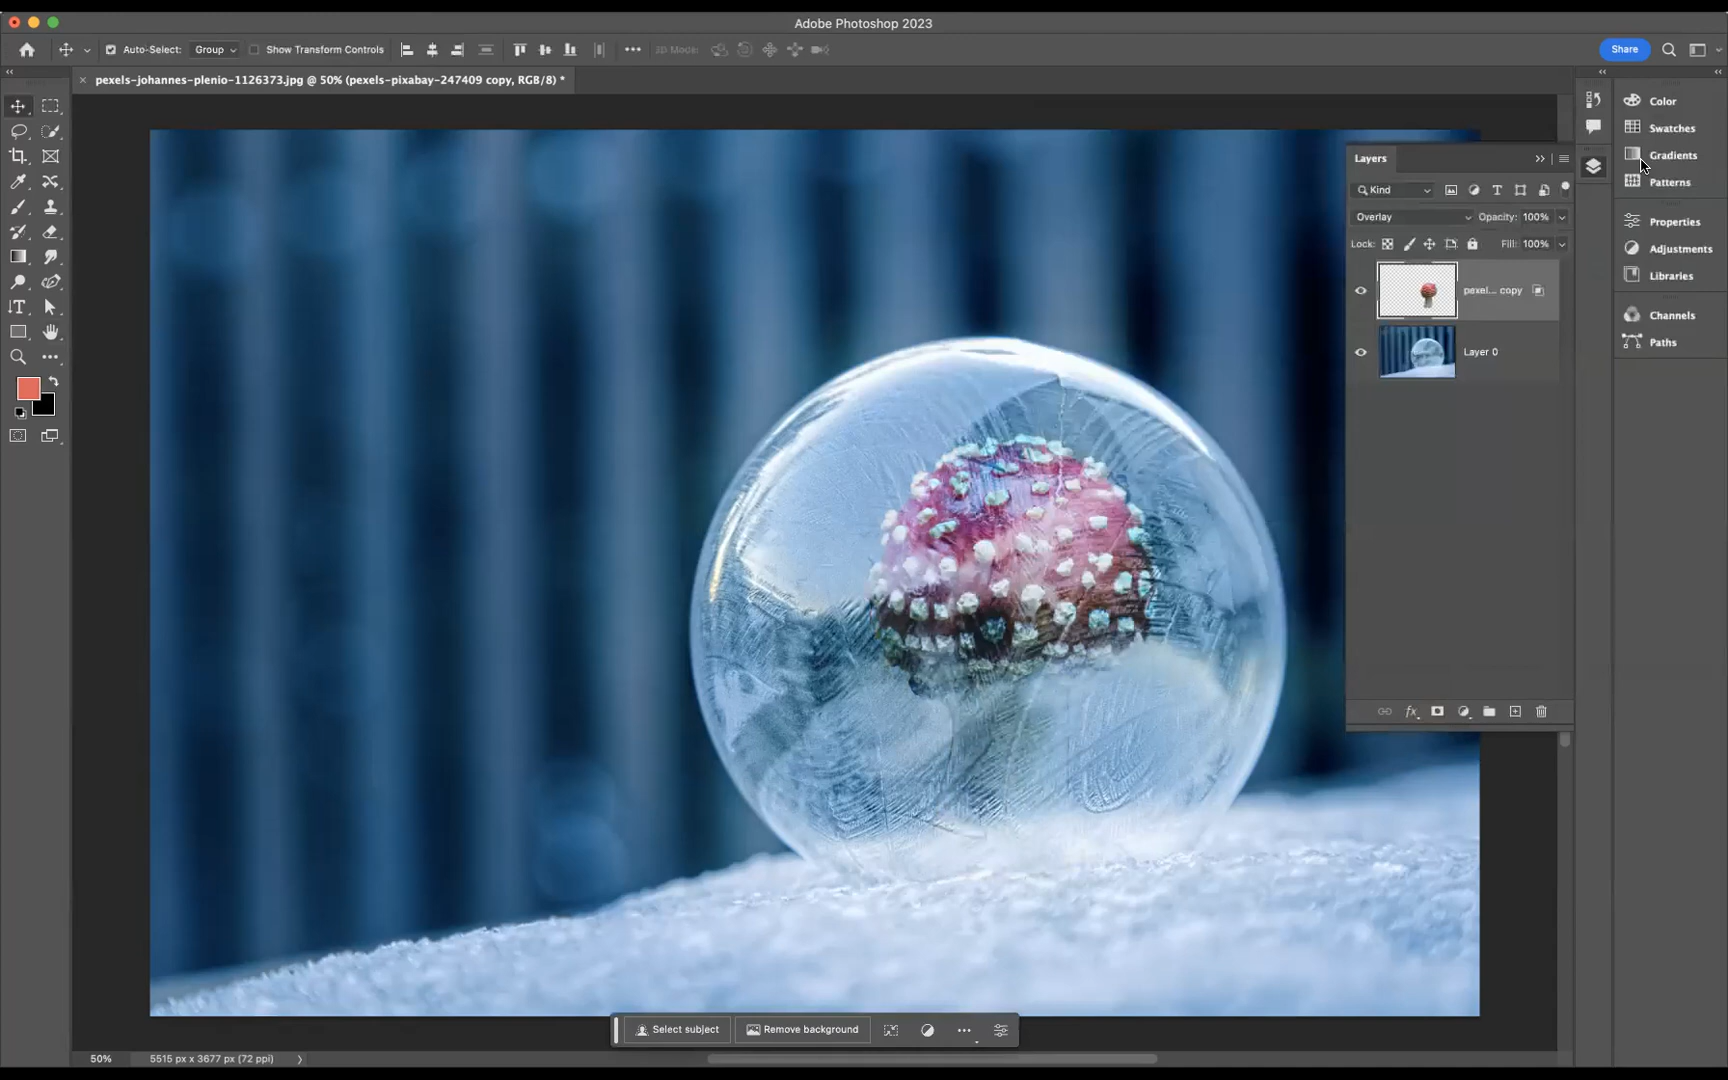 Adobe Photoshop 2023
Auto-Select: Group Show Transform Controls 3D Mode: Share
pexels-johannes-plenio-1126373.jpg @ 50% (pexels-pixabay-247409 copy, RGB/8) *
Layers
Kind
Overlay Opacity: 100%
Lock: Fill: 100%
pexel... copy
Layer 0
fx
Color
Swatches
Gradients
Patterns
Properties
Adjustments
Libraries
Channels
Paths
Select subject Remove background
50% 5515 px x 3677 px (72 ppi)